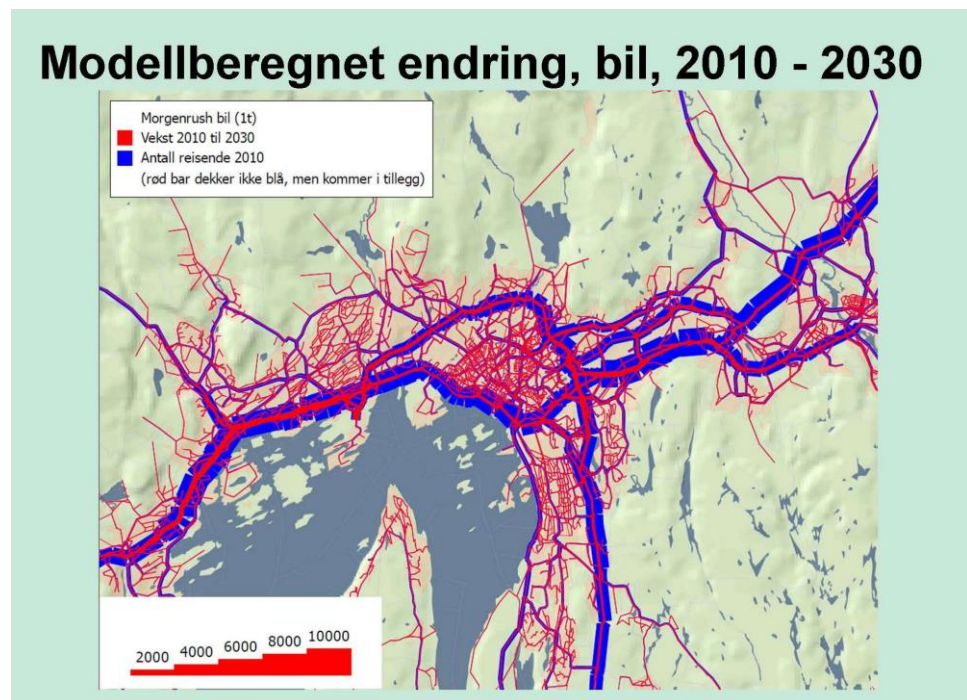 Modellberegnet endring, bil, 2010 - 2030
Morgenrush bil (1t)
Vekst 2010 til 2030
Antall reisende 2010
(rød bar dekker ikke blå, men kommer i tillegg)
2000 4000 6000 8000 10000